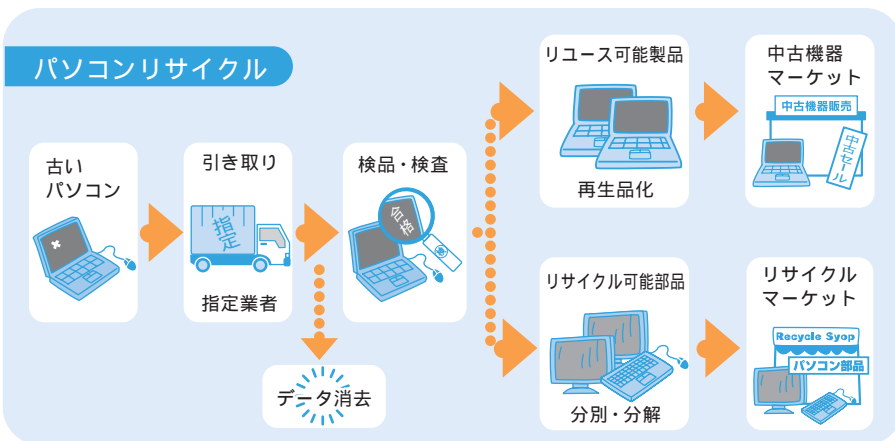 パソコンリサイクル
古い
パソコン
引き取り
指定
指定業者
検品・検査
合格
データ消去
リユース可能製品
再生品化
中古機器
マーケット
中古機器販売
中古セール
リサイクル可能部品
分別・分解
リサイクル
マーケット
Recycle Syop
パソコン部品